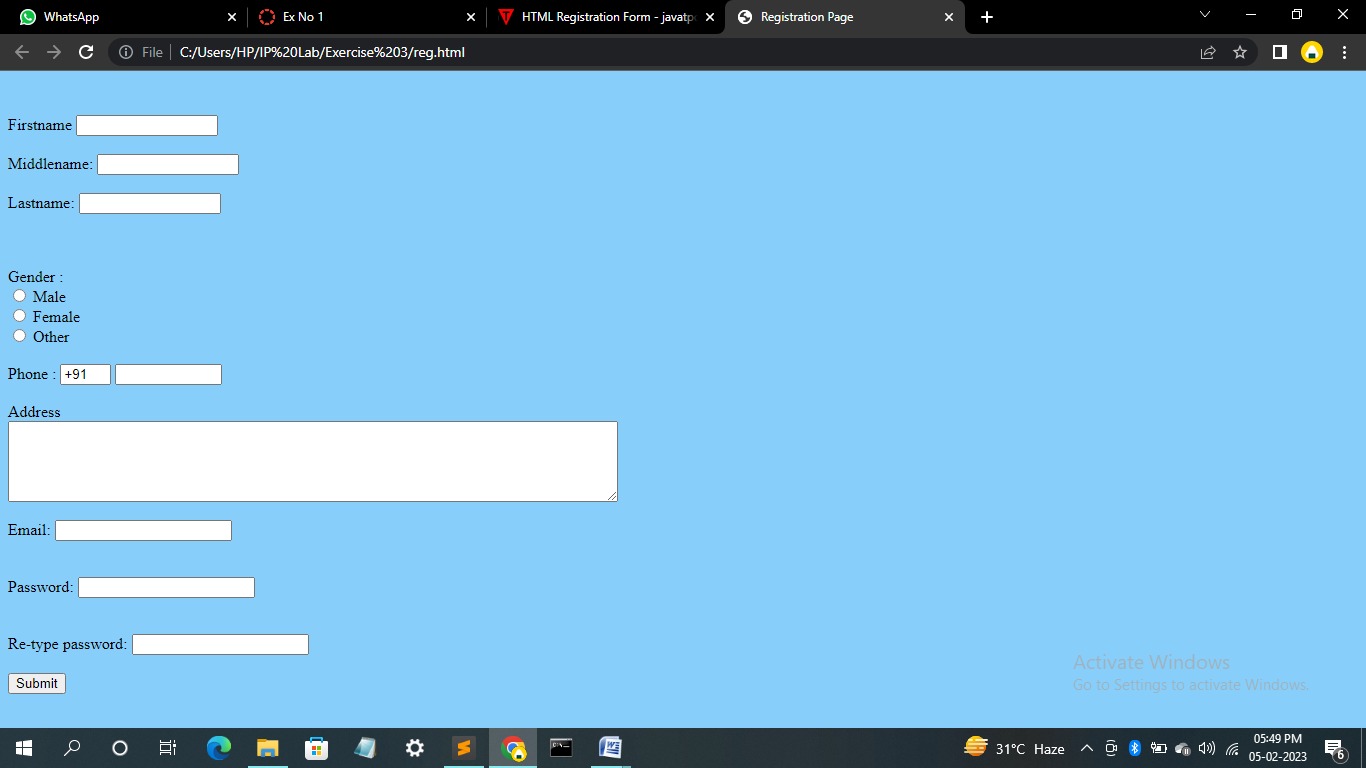 WhatsApp
Ex No 1
HTML Registration Form - javatp
Registration Page
File
C:/Users/HP/IP%20Lab/Exercise%203/reg.html
Firstname
Middlename:
Lastname:
Gender :
Male
Female
Other
Phone : +91
Address
Email:
Password:
Re-type password:
Submit
Activate Windows
Go to Settings to activate Windows.
31°C Haze
05:49 PM
05-02-2023
6